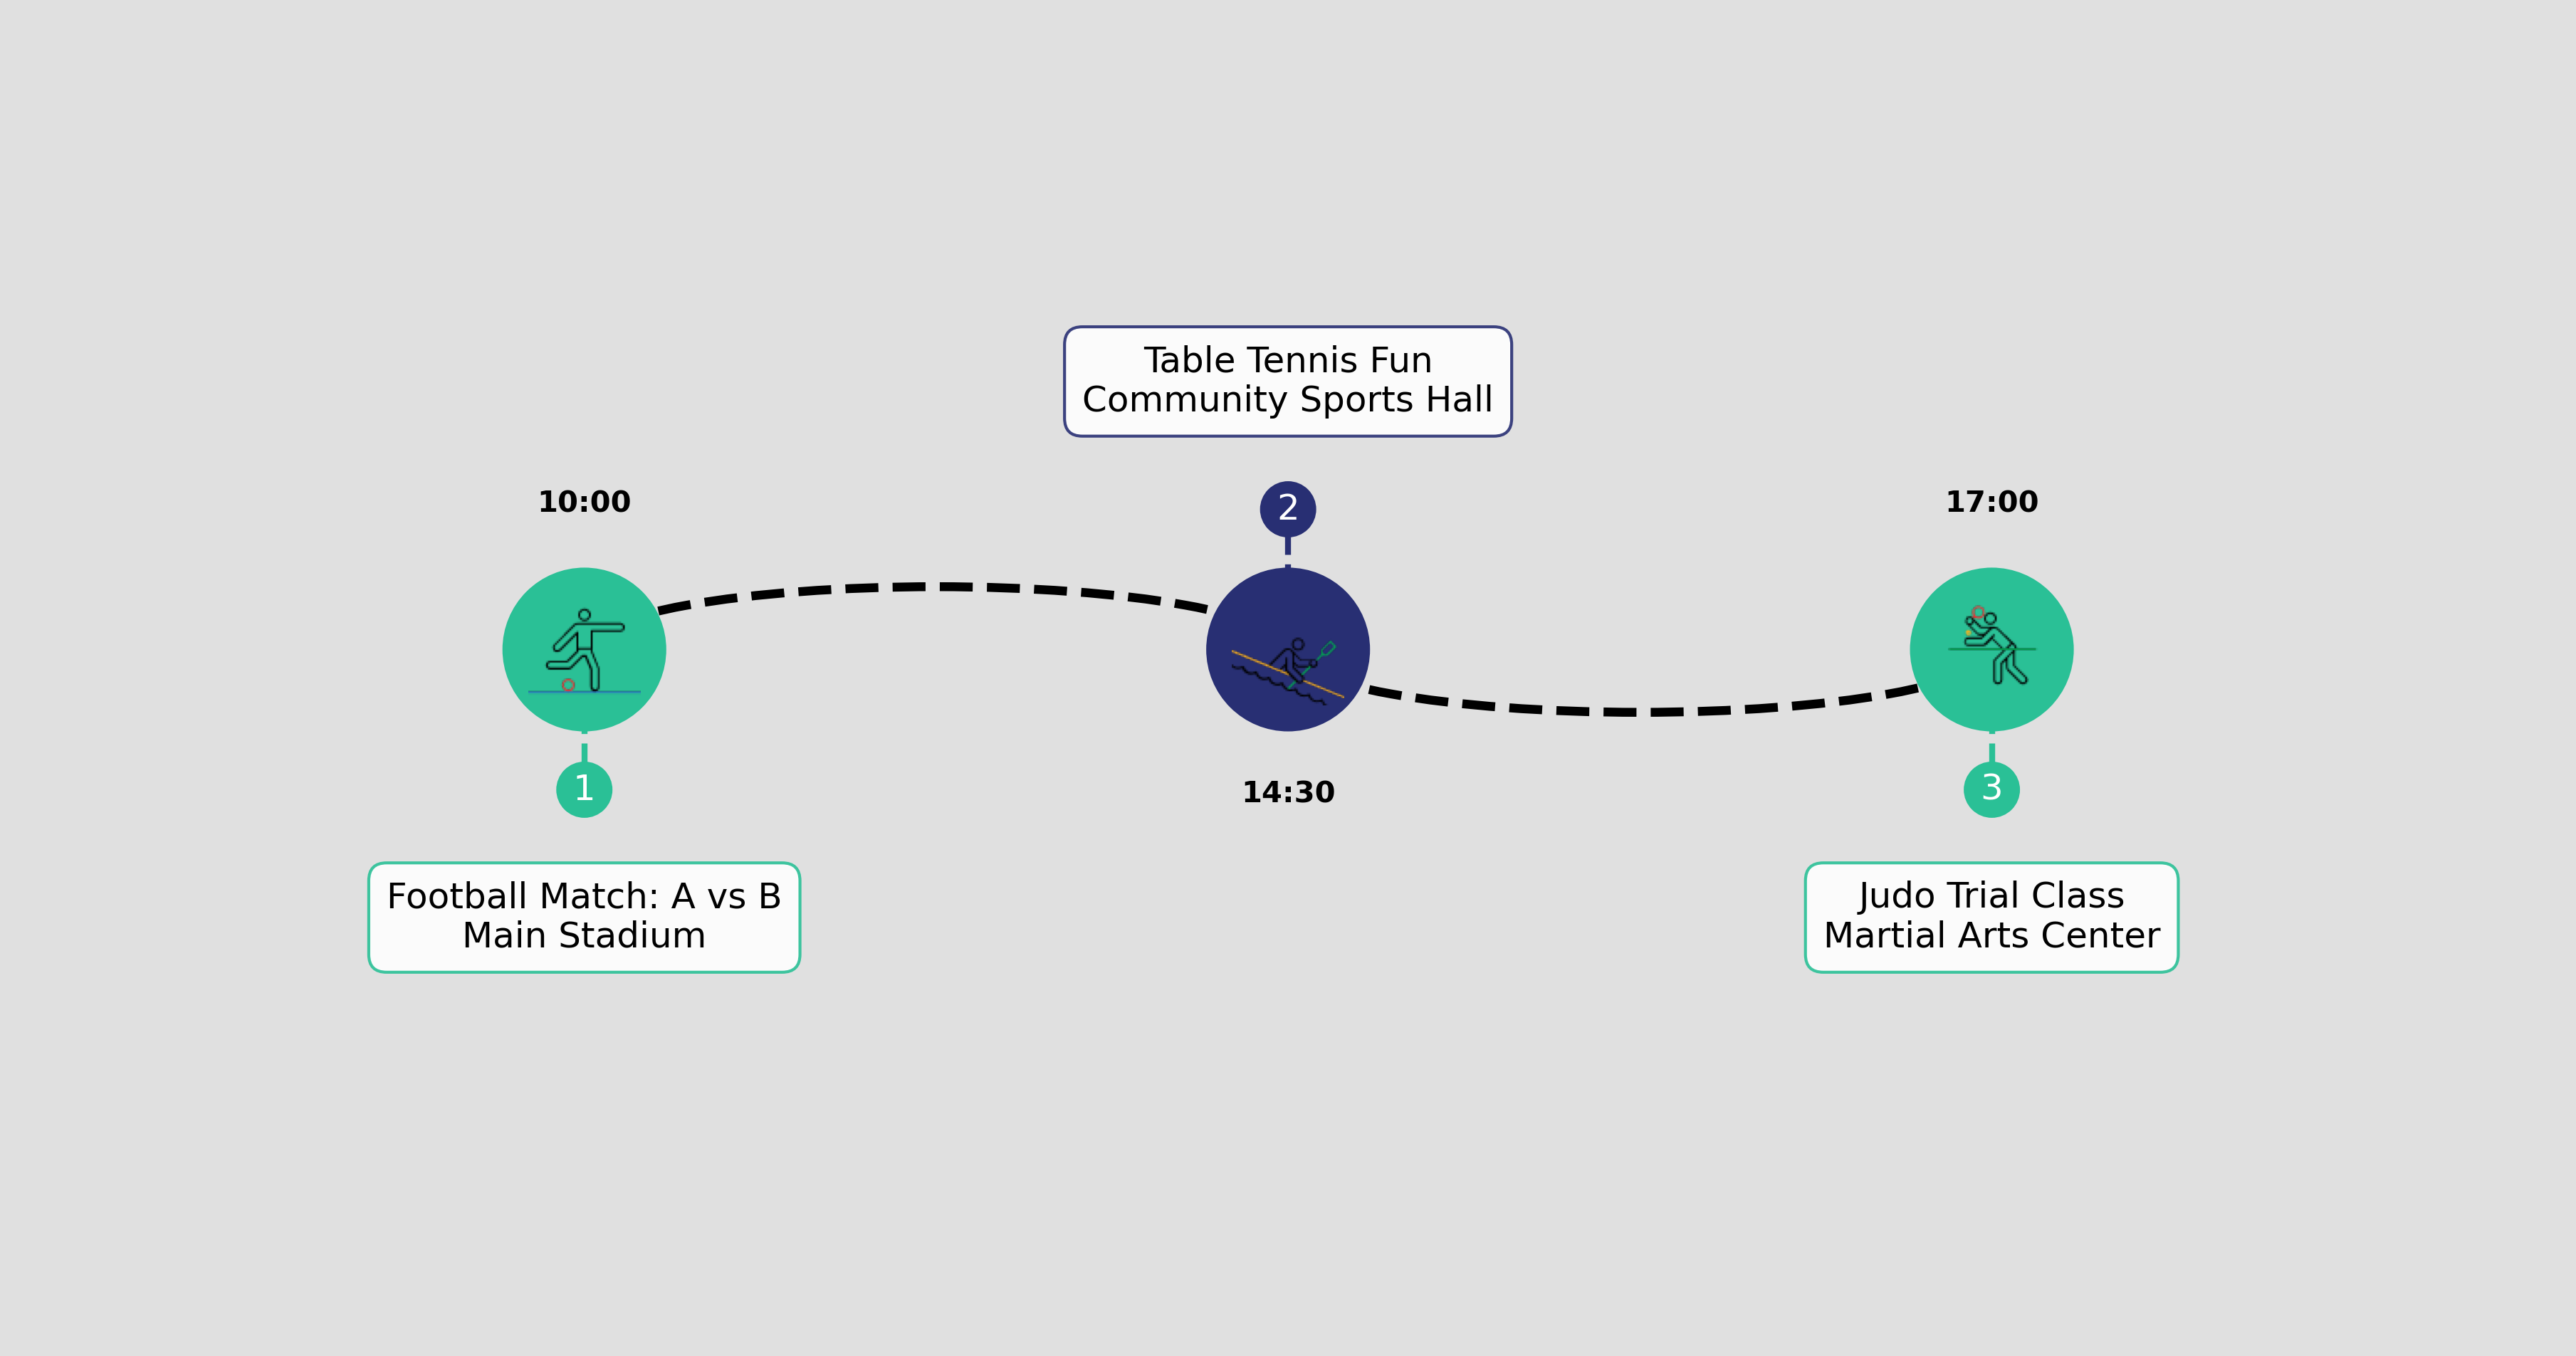 10:00
1
Football Match: A vs B
Main Stadium
Table Tennis Fun
Community Sports Hall
2
14:30
17:00
3
Judo Trial Class
Martial Arts Center